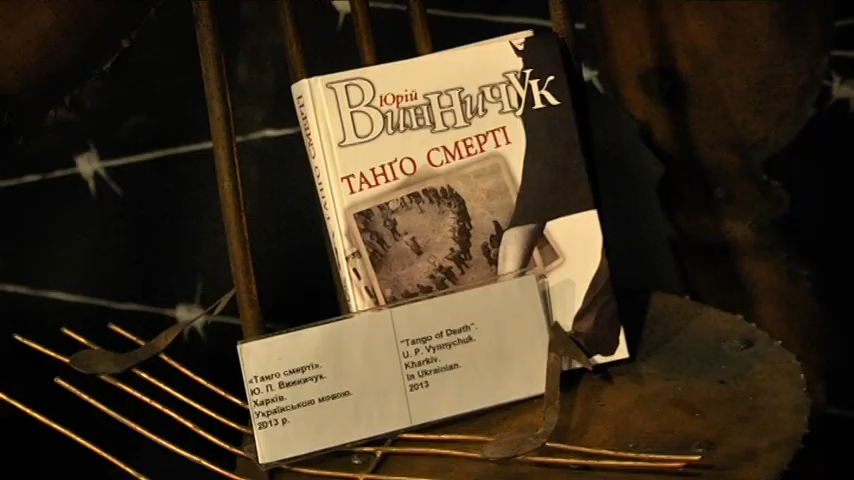 Юрій
Винничук
ТАНҐО СМЕРТІ
ТАНҐО СМЕРТІ
«Танго смерті».
Ю. П. Винничук.
Харків.
Українською мовою.
2013 р.
"Tango of Death".
U. P. Vynnychuk.
Kharkiv.
In Ukrainian.
2013